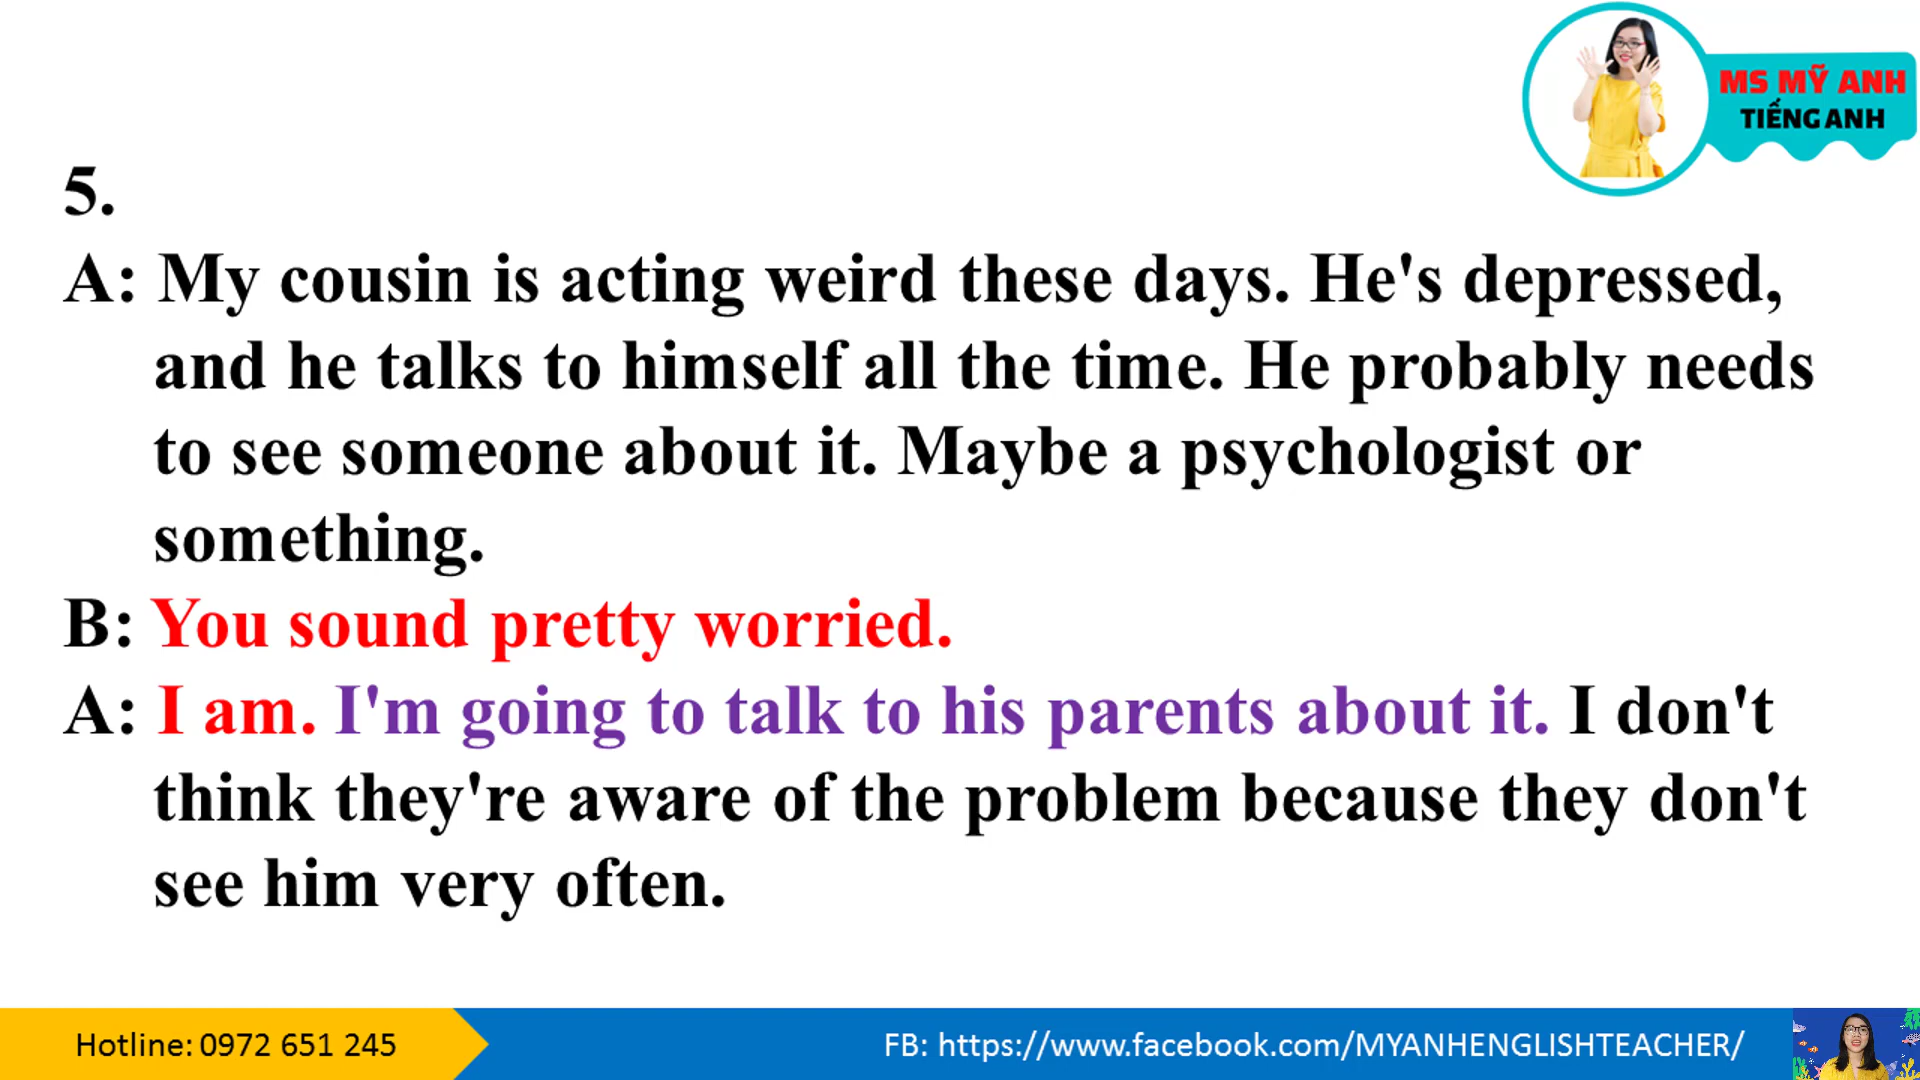 MS MỸ ANH
TIẾNG ANH
5.
A: My cousin is acting weird these days. He's depressed,
and he talks to himself all the time. He probably needs
to see someone about it. Maybe a psychologist or
something.
B: You sound pretty worried.
A: I am. I'm going to talk to his parents about it. I don't
think they're aware of the problem because they don't
see him very often.
Hotline: 0972 651 245
FB: https://www.facebook.com/MYANHENGLISHTEACHER/